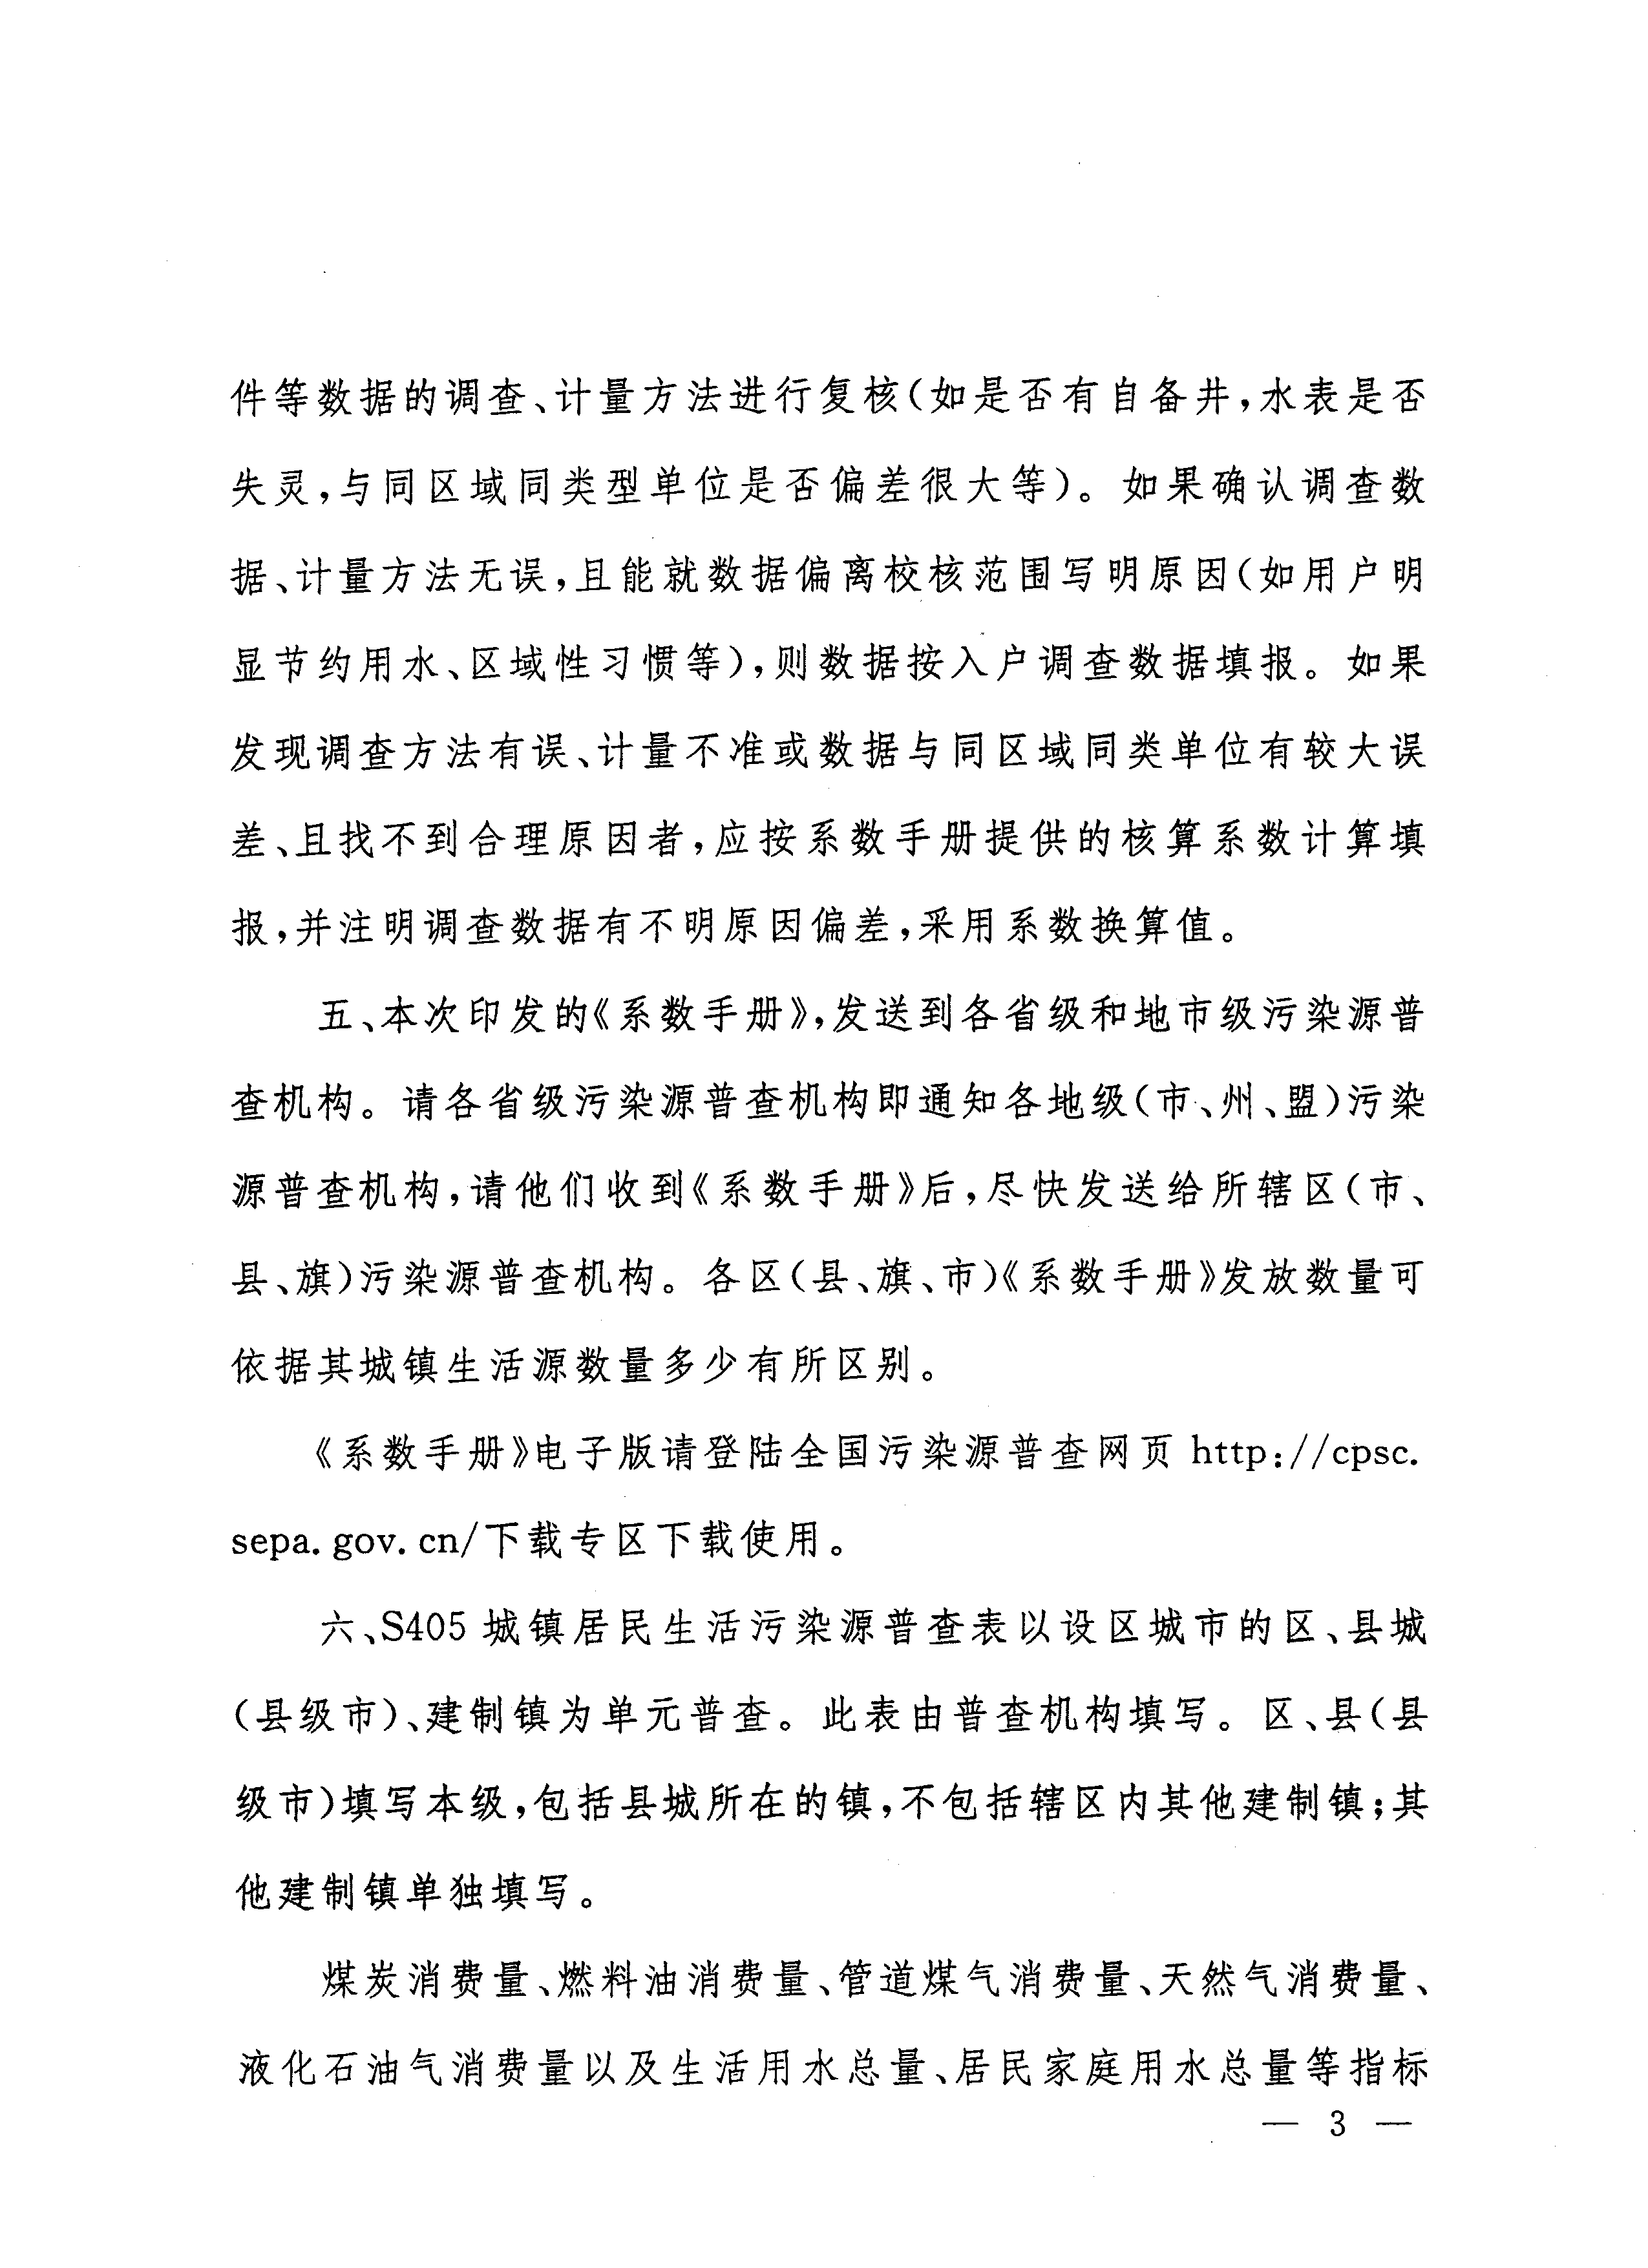 件等数据的调查、计量方法进行复核(如是否有自备井,水表是否
失灵,与同区域同类型单位是否偏差很大等)。如果确认调查数
据、计量方法无误,且能就数据偏离校核范围写明原因(如用户明
显节约用水、区域性习惯等),则数据按入户调查数据填报。如果
发现调查方法有误、计量不准或数据与同区域同类单位有较大误
差、且找不到合理原因者,应按系数手册提供的核算系数计算填
报,并注明调查数据有不明原因偏差,采用系数换算值。
五、本次印发的《系数手册》,发送到各省级和地市级污染源普
查机构。请各省级污染源普查机构即通知各地级(市、州、盟)污染
源普查机构,请他们收到《系数手册》后,尽快发送给所辖区(市、
县、旗)污染源普查机构。各区(县、旗、市)《系数手册》发放数量可
依据其城镇生活源数量多少有所区别。
《系数手册》电子版请登陆全国污染源普查网页 http://cpsc.
sepa.gov.cn/下载专区下载使用。
六、S405 城镇居民生活污染源普查表以设区城市的区、县城
(县级市)、建制镇为单元普查。此表由普查机构填写。区、县(县
级市)填写本级,包括县城所在的镇,不包括辖区内其他建制镇;其
他建制镇单独填写。
煤炭消费量、燃料油消费量、管道煤气消费量、天然气消费量、
液化石油气消费量以及生活用水总量、居民家庭用水总量等指标
— 3 —